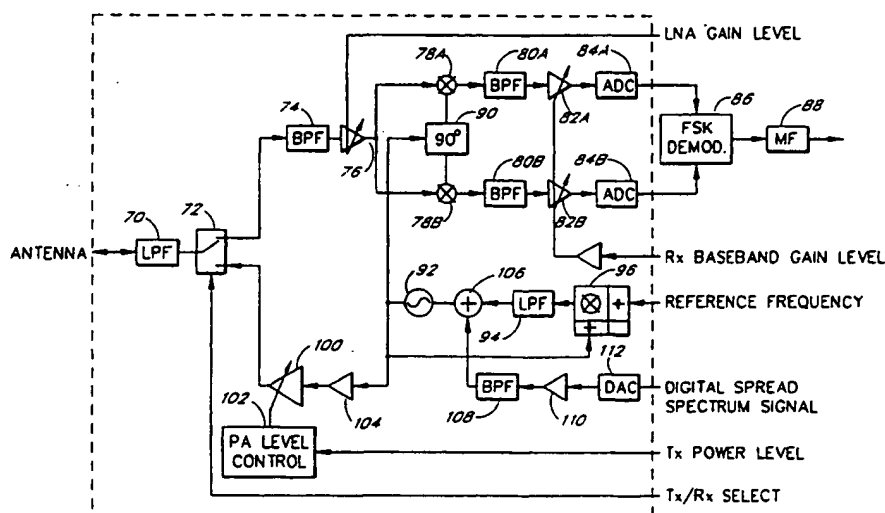 LNA GAIN LEVEL
78A
80A
84A
74
BPF
76
90
90°
BPF
82A
ADC
86
FSK
DEMOD.
88
MF
78B
80B
BPF
82B
84B
ADC
70
72
ANTENNA
LPF
Rx BASEBAND GAIN LEVEL
92
106
94
LPF
96
REFERENCE FREQUENCY
100
102
104
108
BPF
110
112
DAC
DIGITAL SPREAD
SPECTRUM SIGNAL
PA LEVEL
CONTROL
Tx POWER LEVEL
Tx/Rx SELECT